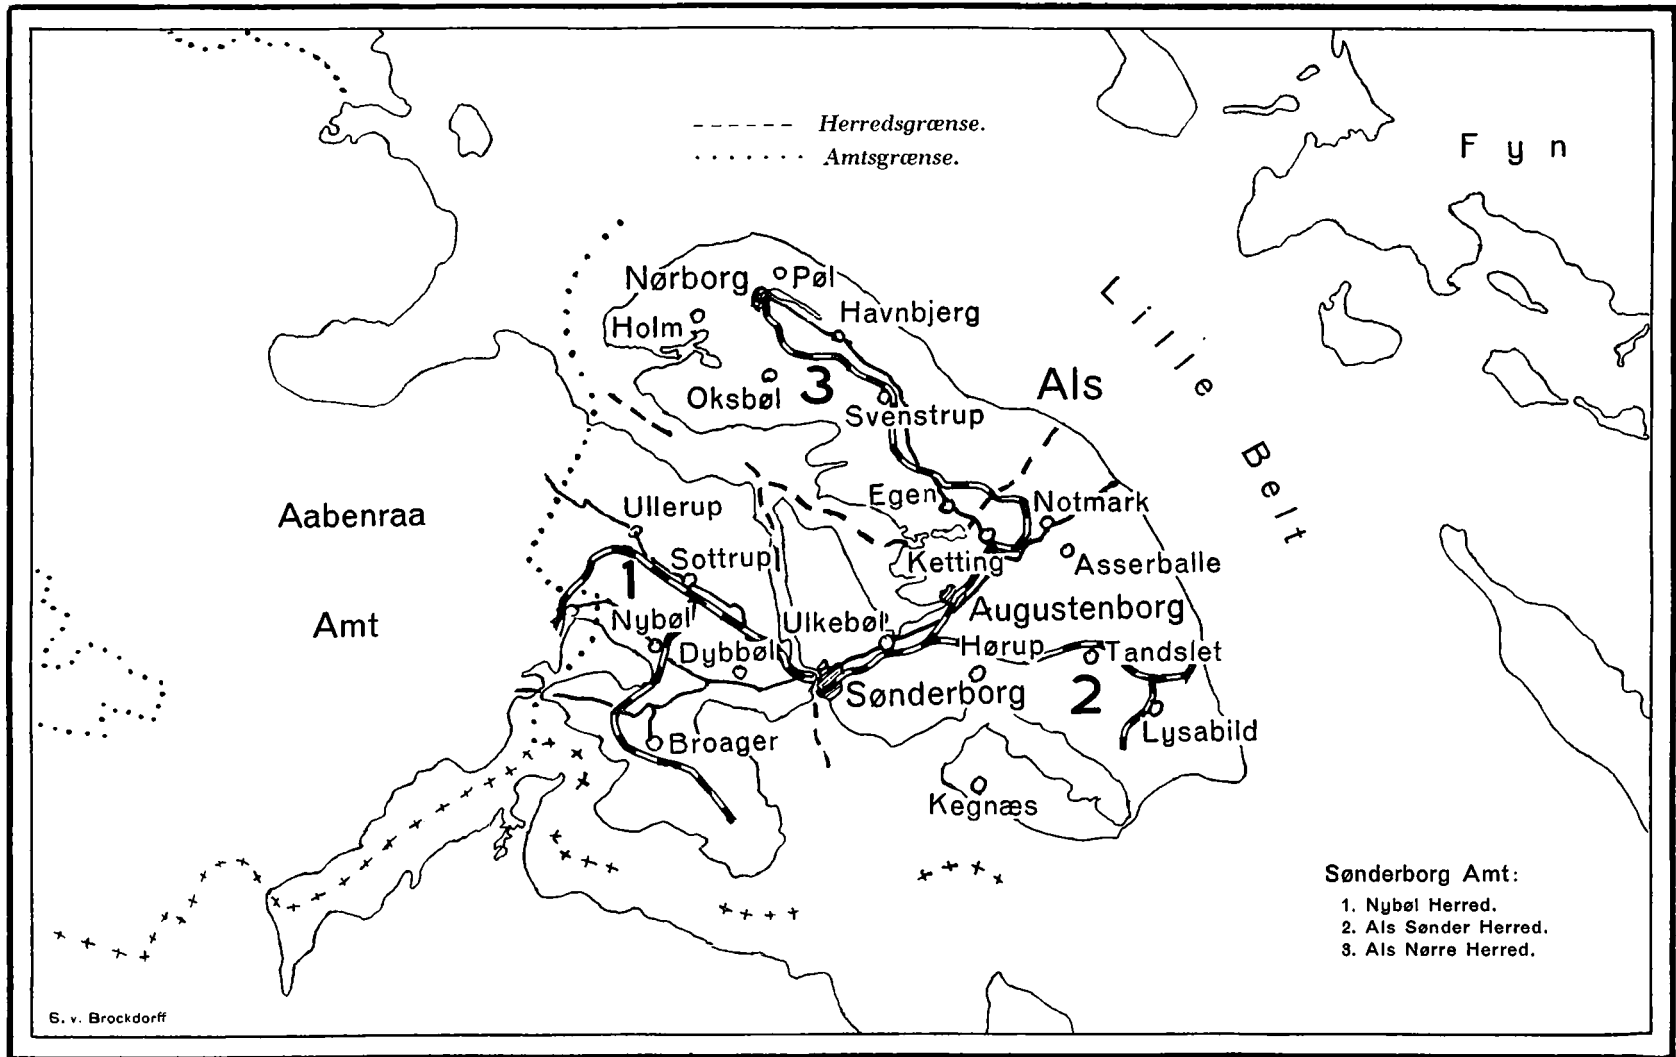 Herredsgrænse.
Amtsgrænse.
Fyn
Nørborg
Pøl
Holm
Havnbjerg
Lilje Belt
Oksbøl
3
Als
Svenstrup
Aabenraa
Amt
Ullerup
Egen
Notmark
Sottrup
Ketting
Asserballe
1
Nybøl
Ulkebøl
Augustenborg
Dybbøl
Hørup
Tandslet
Sønderborg
2
Lysabild
Broager
Kegnæs
Sønderborg Amt:
1. Nybøl Herred.
2. Als Sønder Herred.
3. Als Nørre Herred.
S. v. Brockdorff